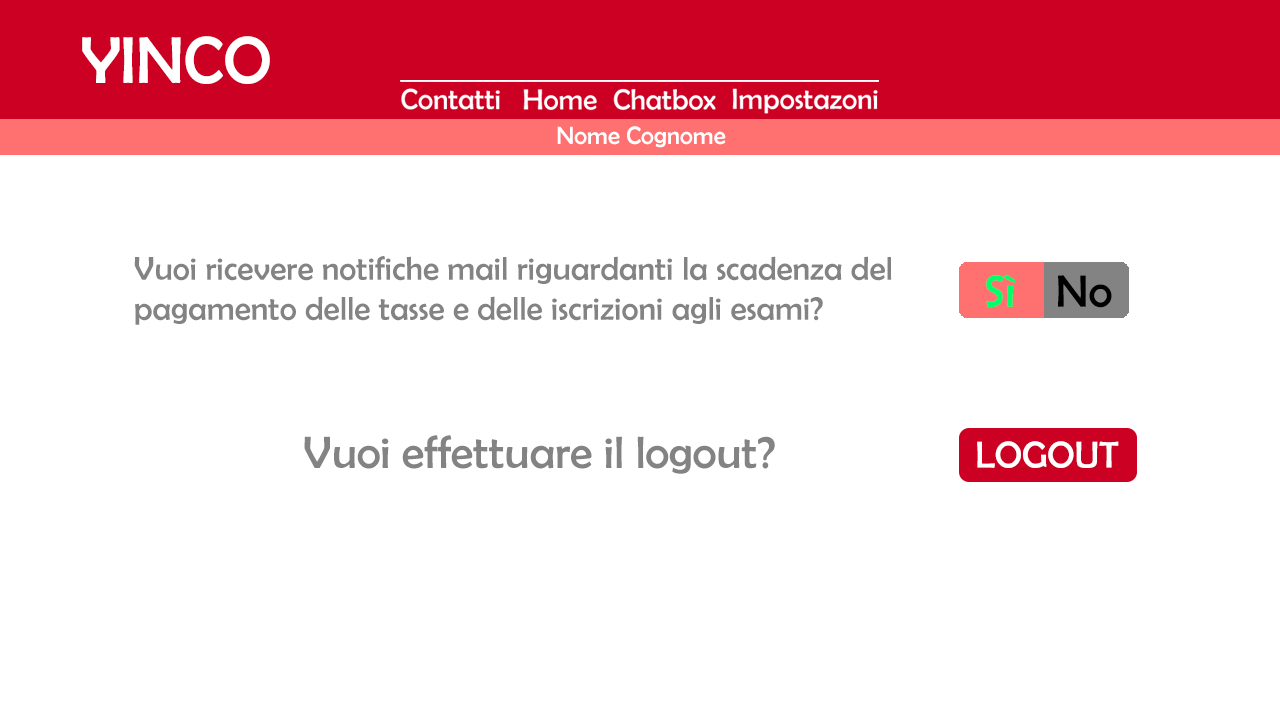 YINCO
Contatti Home Chatbox Impostazoni
Nome Cognome
Vuoi ricevere notifiche mail riguardanti la scadenza del
pagamento delle tasse e delle iscrizioni agli esami?
Sì No
Vuoi effettuare il logout?
LOGOUT